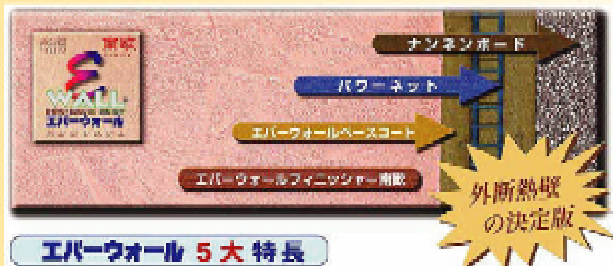 南欧
WALL
エバーウォール
ナンネンボード
パワーネット
エバーウォールベースコート
エバーウォールフィニッシャー南欧
外断熱壁
の決定版
エバーウォール 5大特長